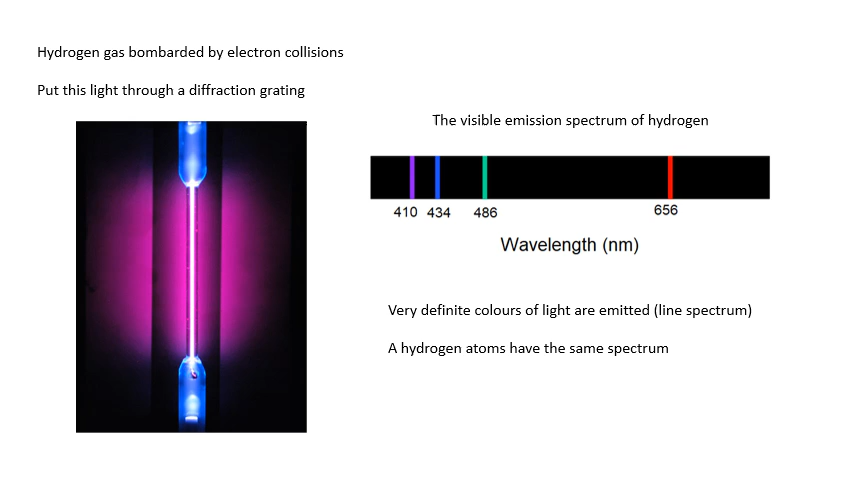 Hydrogen gas bombarded by electron collisions
Put this light through a diffraction grating
The visible emission spectrum of hydrogen
410 434 486 656
Wavelength (nm)
Very definite colours of light are emitted (line spectrum)
A hydrogen atoms have the same spectrum